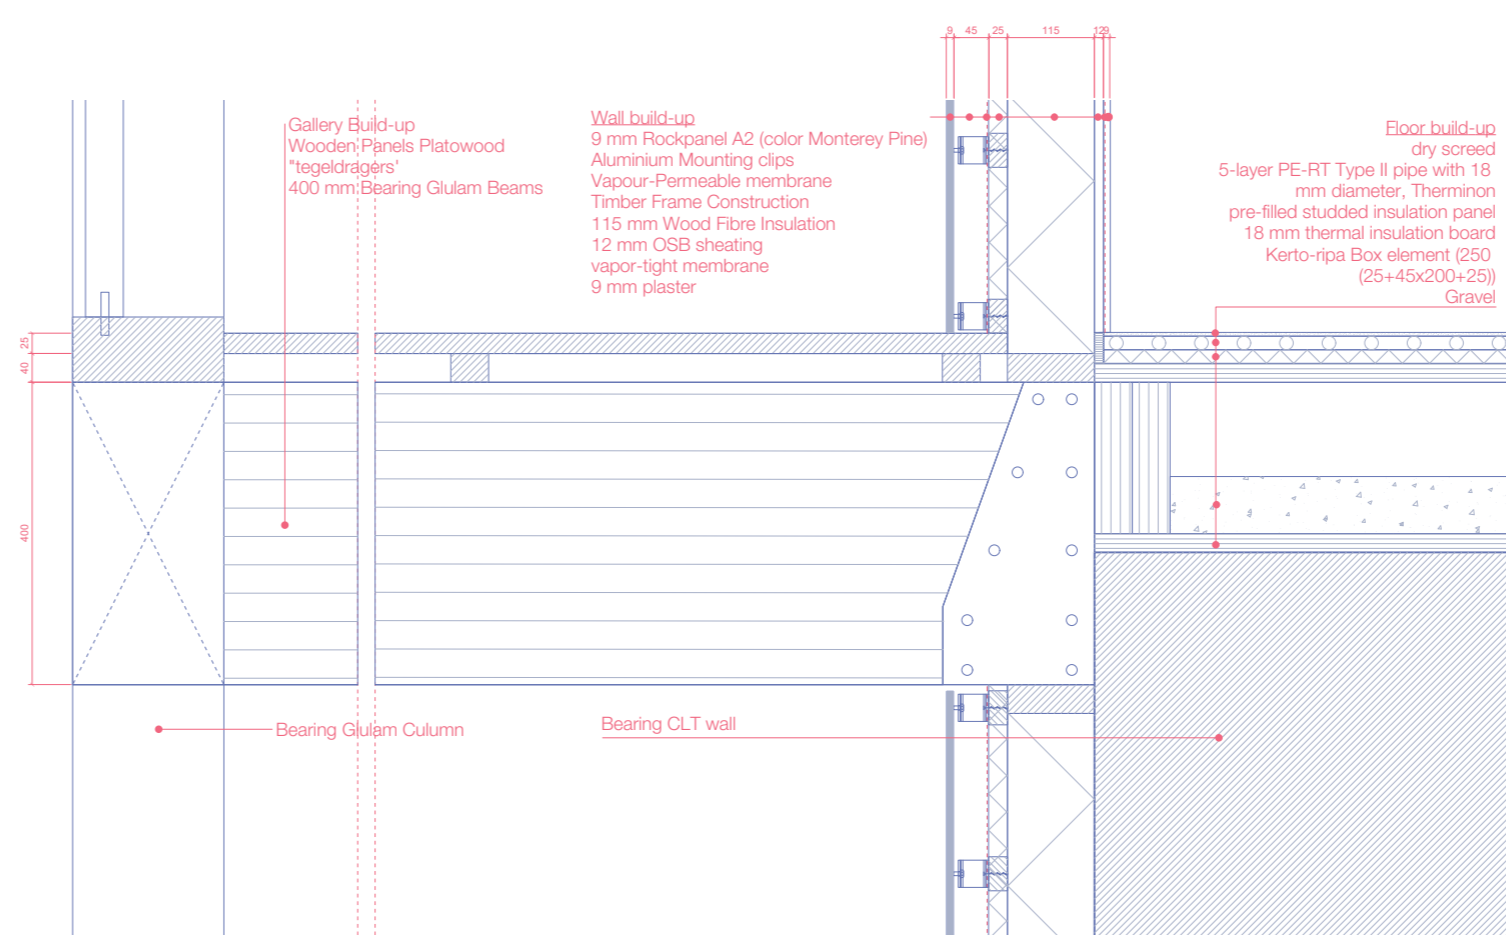 9 45 25 115 12 9
Gallery Build-up
Wooden Panels Platowood
"tegeldragers'
400 mm Bearing Glulam Beams
Wall build-up
9 mm Rockpanel A2 (color Monterey Pine)
Aluminium Mounting clips
Vapour-Permeable membrane
Timber Frame Construction
115 mm Wood Fibre Insulation
12 mm OSB sheating
vapor-tight membrane
9 mm plaster
Floor build-up
dry screed
5-layer PE-RT Type II pipe with 18
mm diameter, Therminon
pre-filled studded insulation panel
18 mm thermal insulation board
Kerto-ripa Box element (250
(25+45x200+25))
Gravel
25
40
400
Bearing Glulam Culumn
Bearing CLT wall